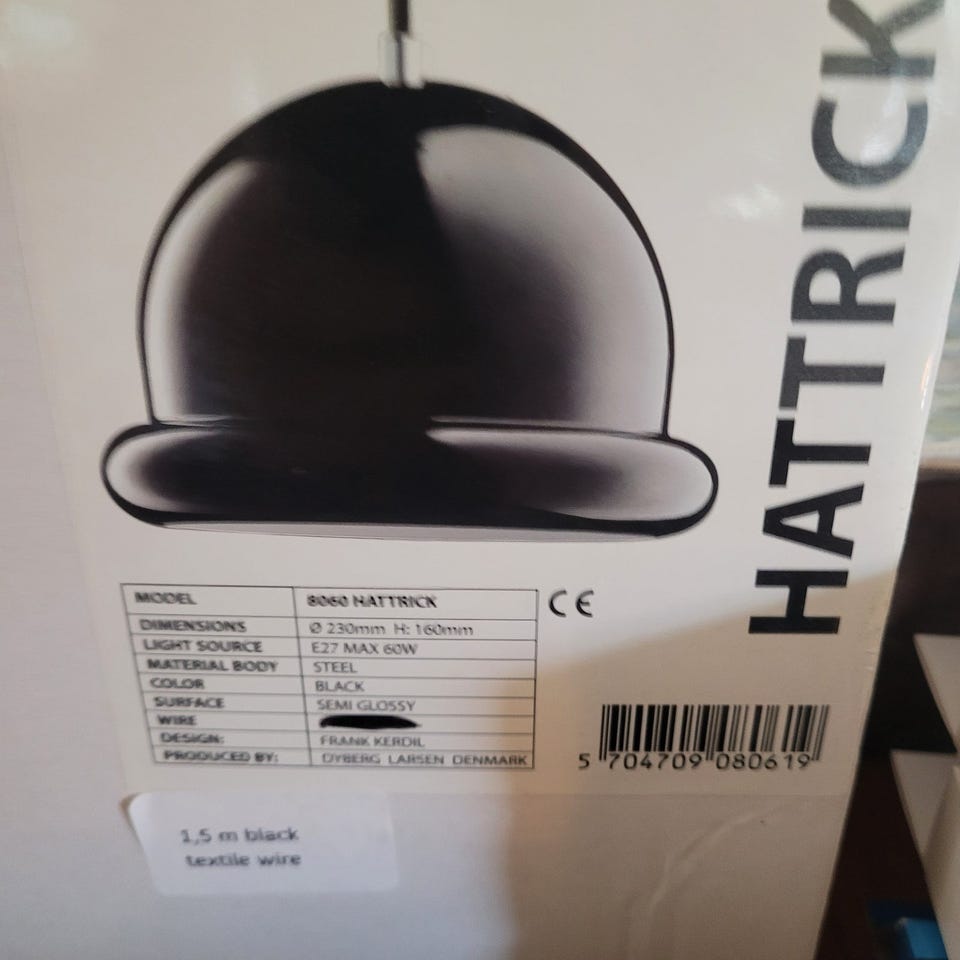 HATTRICK
MODEL 8060 HATTRICK
DIMENSIONS Ø 230mm H: 160mm
LIGHT SOURCE E27 MAX 60W
MATERIAL BODY STEEL
COLOR BLACK
SURFACE SEMI GLOSSY
WIRE
DESIGN: FRANK KERDIL
PRODUCED BY: DYBERG LARSEN DENMARK
CE
5 704709 080619
1,5 m black
textile wire